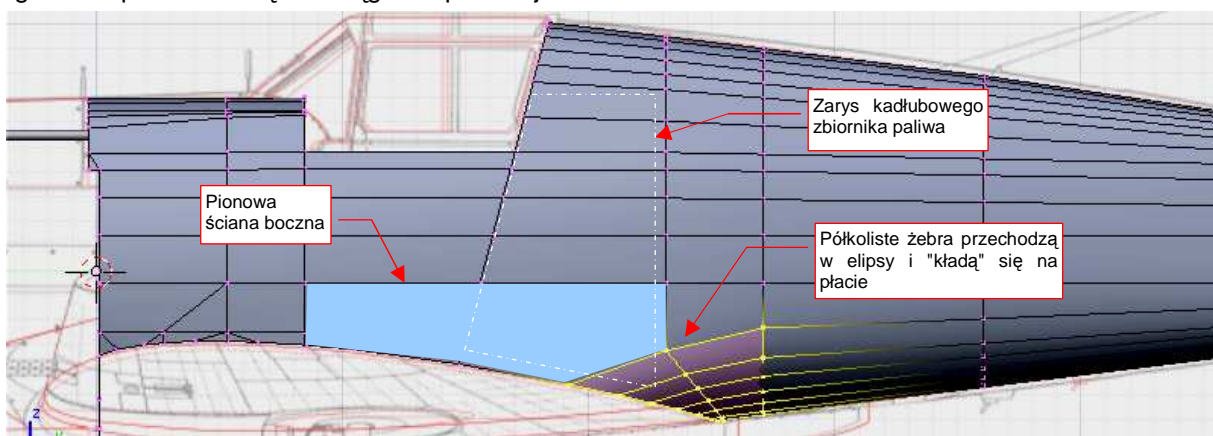 Zarys kadłubowego
zbiornika paliwa
Pionowa
ściana boczna
Półkoliste żebra przechodzą
w elipsy i "kładą" się na
płacie
z